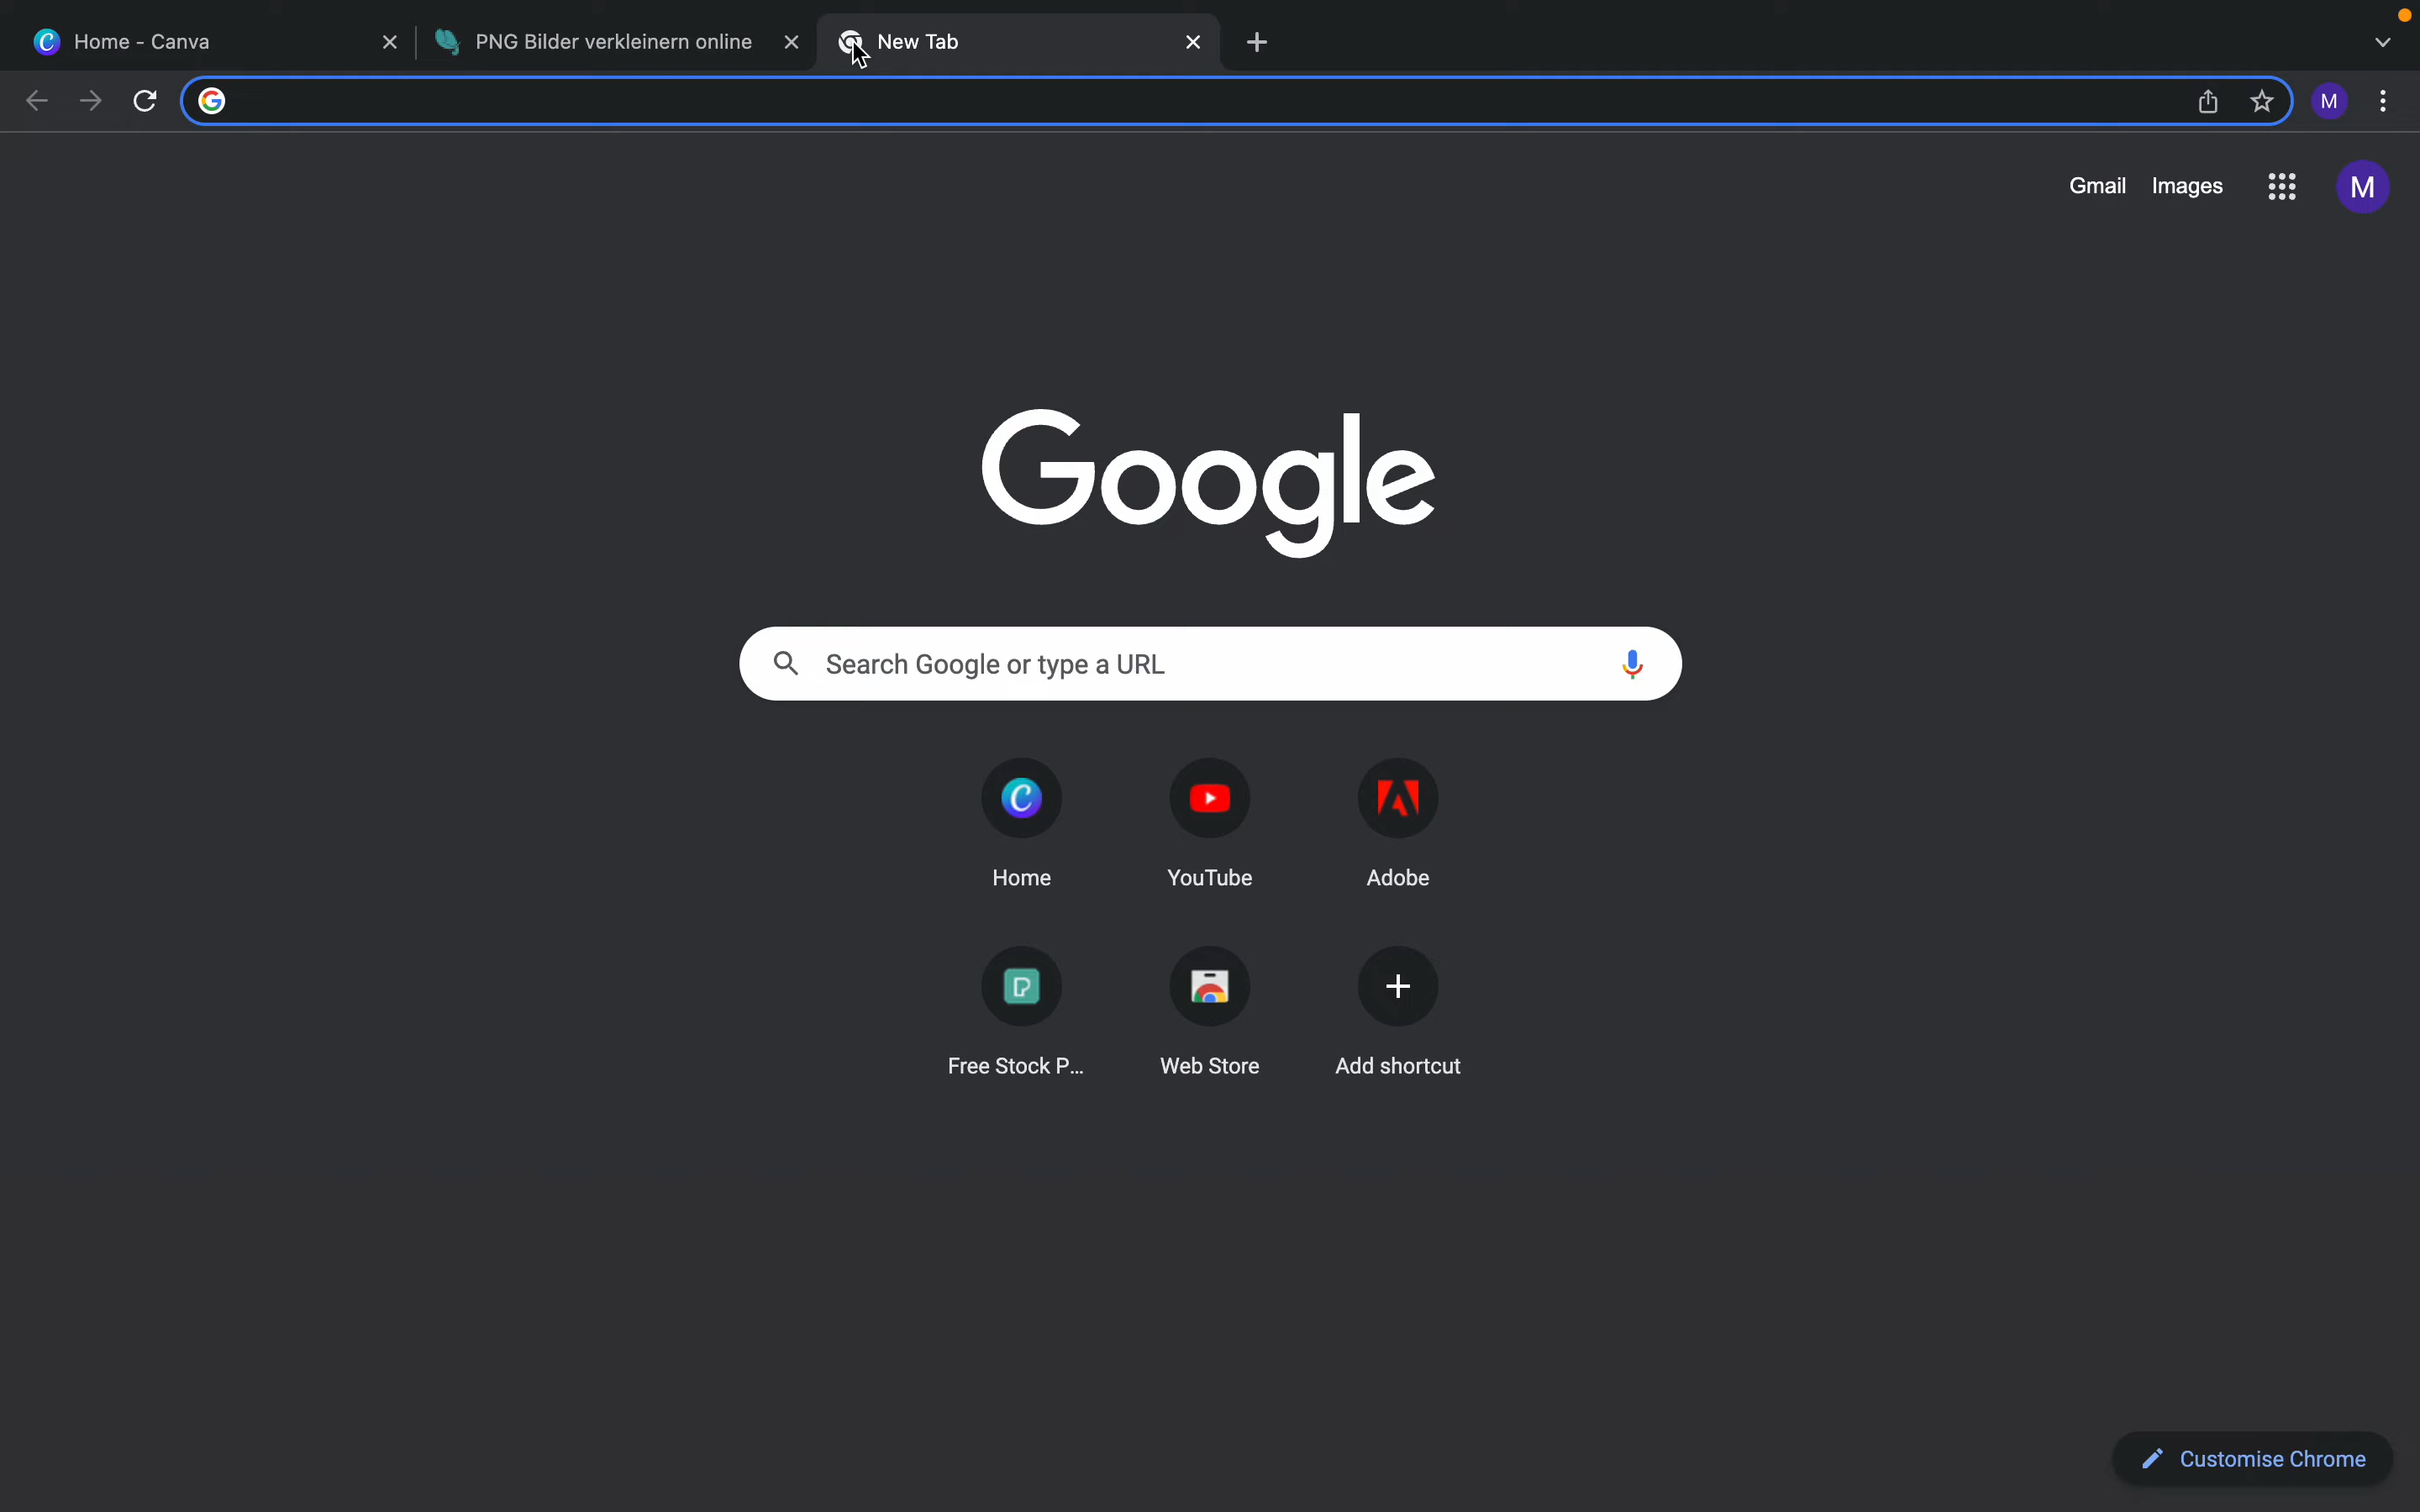 Home - Canva
PNG Bilder verkleinern online
New Tab
M
Gmail Images
M
Google
Search Google or type a URL
Home YouTube Adobe
Free Stock P... Web Store Add shortcut
Customise Chrome